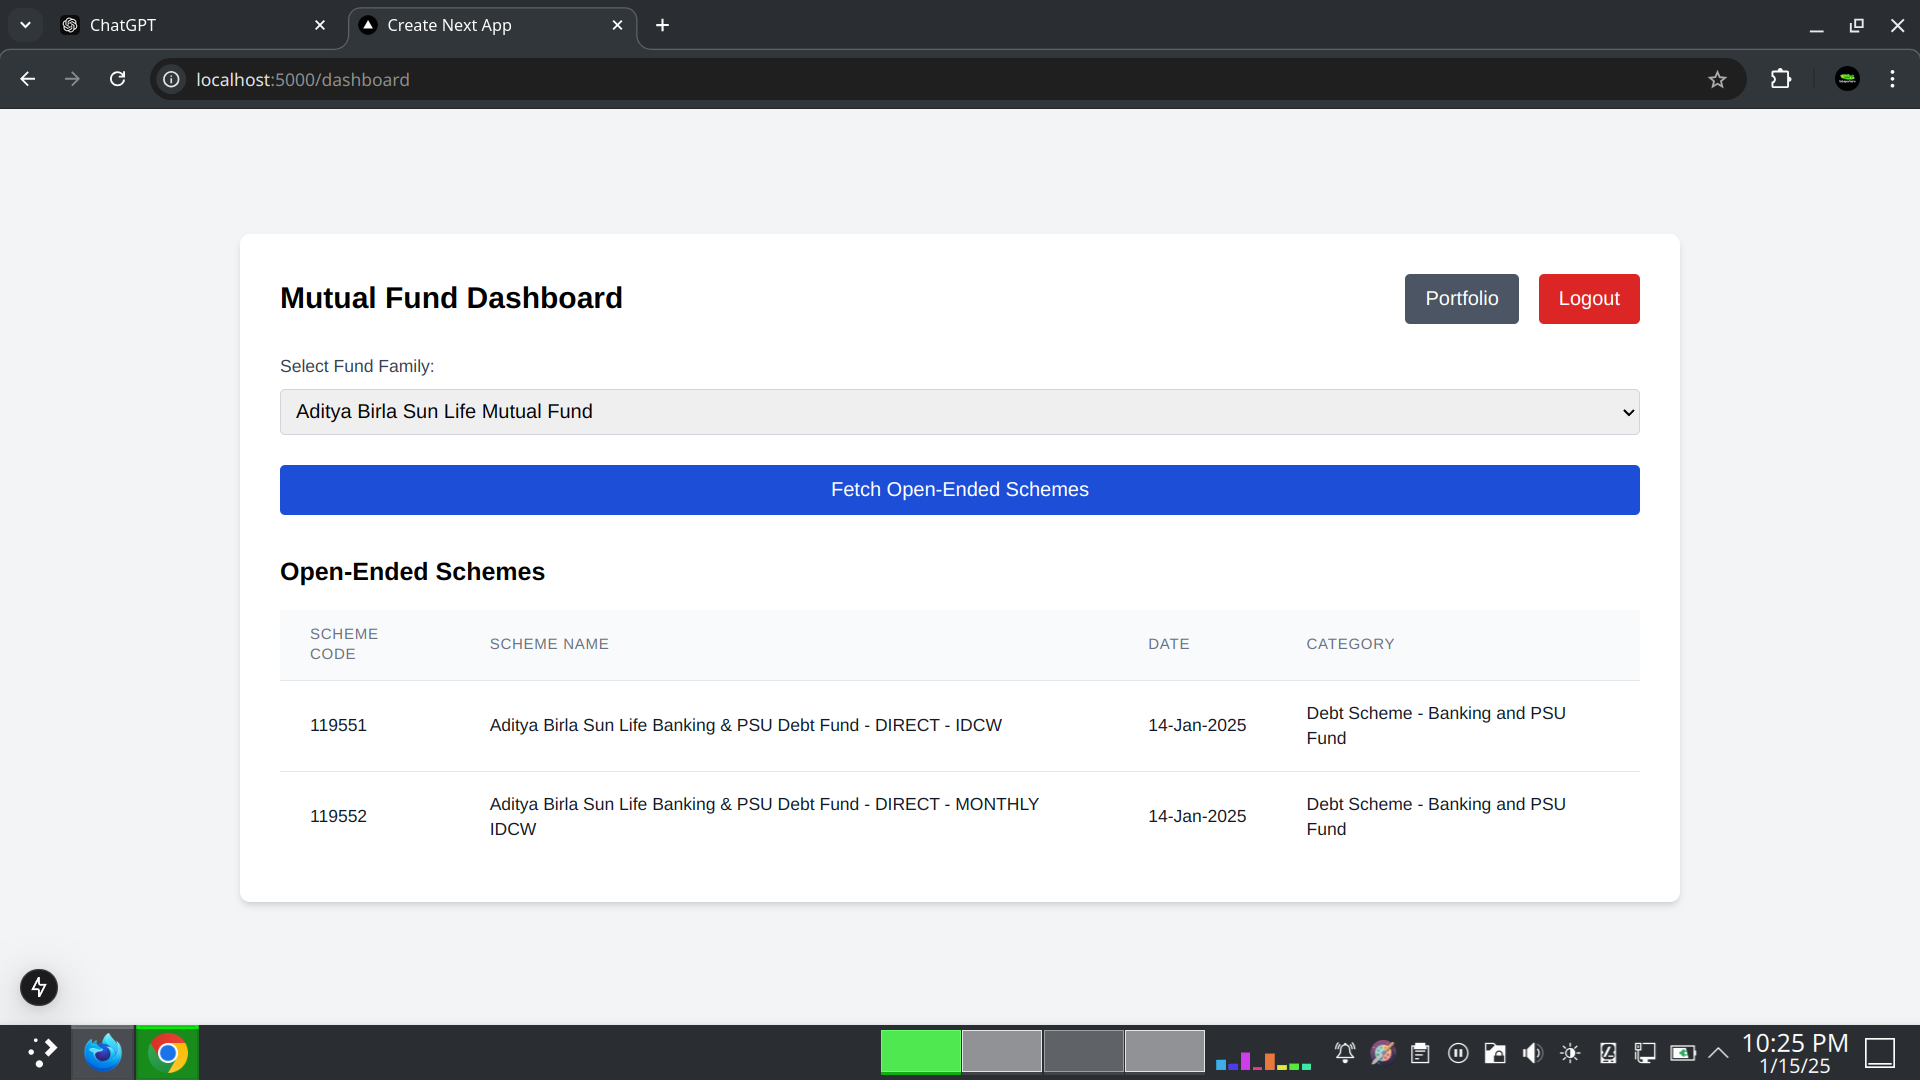 ChatGPT
Create Next App
localhost:5000/dashboard
Mutual Fund Dashboard
Portfolio
Logout
Select Fund Family:
Aditya Birla Sun Life Mutual Fund
Fetch Open-Ended Schemes
Open-Ended Schemes
SCHEME
CODE
SCHEME NAME
DATE
CATEGORY
119551
Aditya Birla Sun Life Banking & PSU Debt Fund - DIRECT - IDCW
14-Jan-2025
Debt Scheme - Banking and PSU
Fund
119552
Aditya Birla Sun Life Banking & PSU Debt Fund - DIRECT - MONTHLY
IDCW
14-Jan-2025
Debt Scheme - Banking and PSU
Fund
10:25 PM
1/15/25